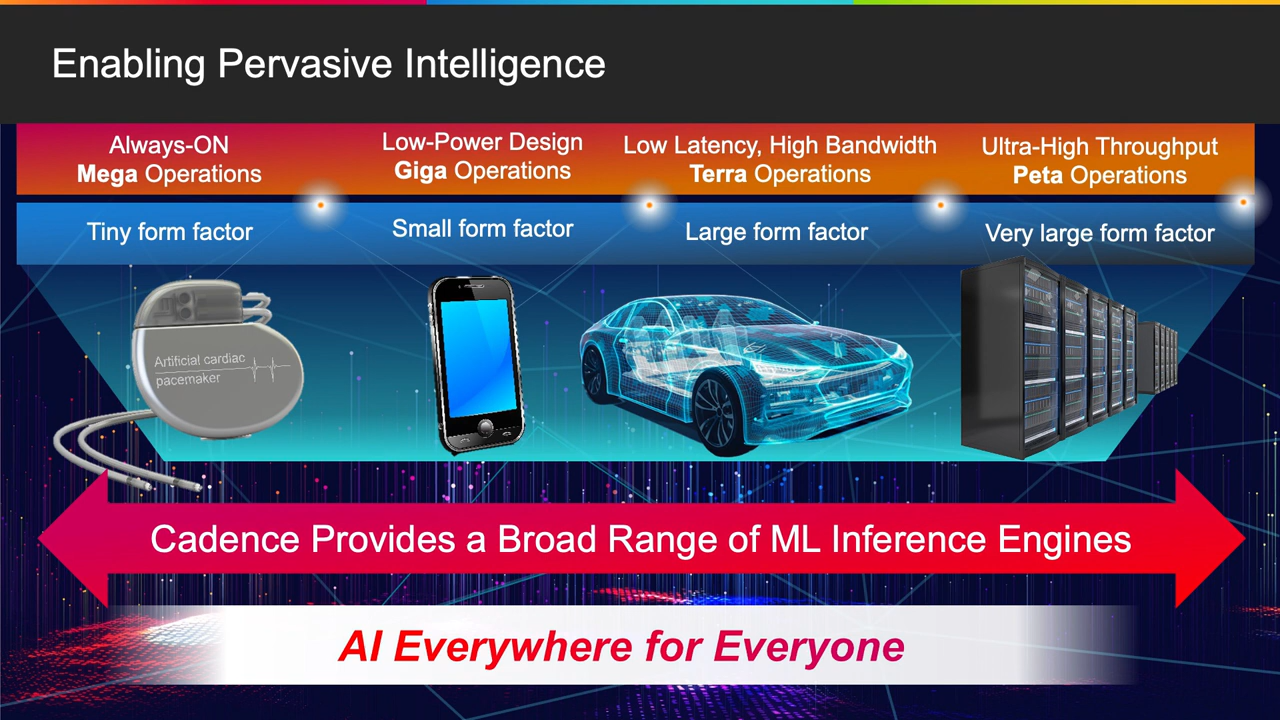 Enabling Pervasive Intelligence
Always-ON
Mega Operations
Low-Power Design
Giga Operations
Low Latency, High Bandwidth
Terra Operations
Ultra-High Throughput
Peta Operations
Tiny form factor
Small form factor
Large form factor
Very large form factor
Artificial cardiac
pacemaker
Cadence Provides a Broad Range of ML Inference Engines
AI Everywhere for Everyone